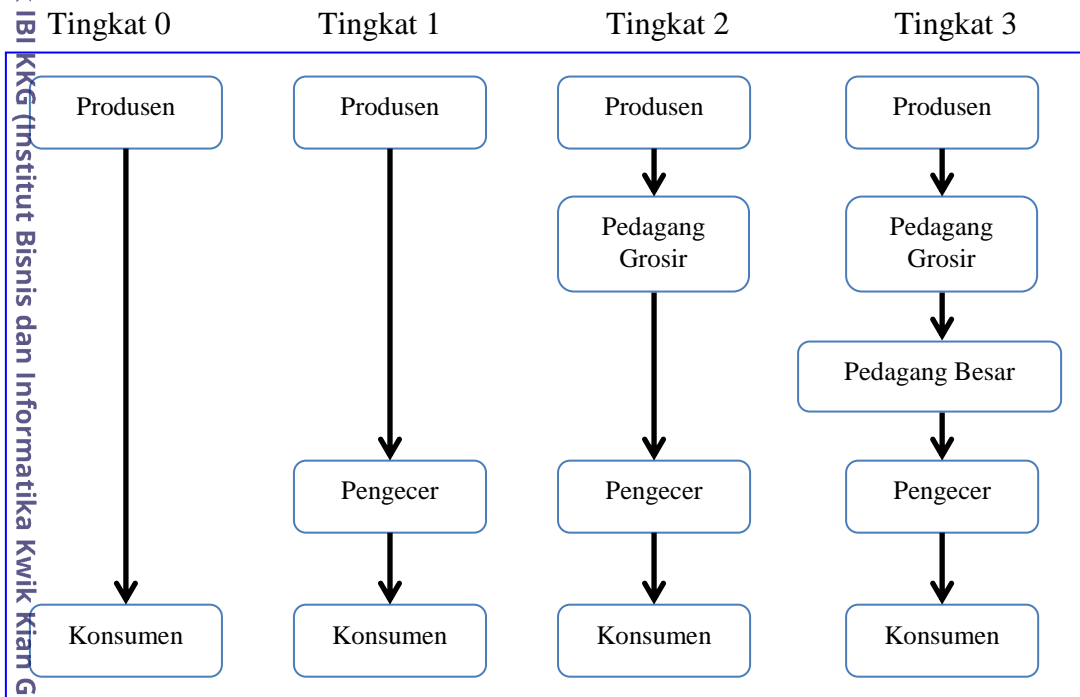 Tingkat 0 Tingkat 1 Tingkat 2 Tingkat 3
Produsen Produsen Produsen Produsen
Pedagang
Grosir
Pedagang
Grosir
Pedagang Besar
Pengecer Pengecer Pengecer
Konsumen Konsumen Konsumen Konsumen
IBI KKG (Institut Bisnis dan Informatika Kwik Kian G